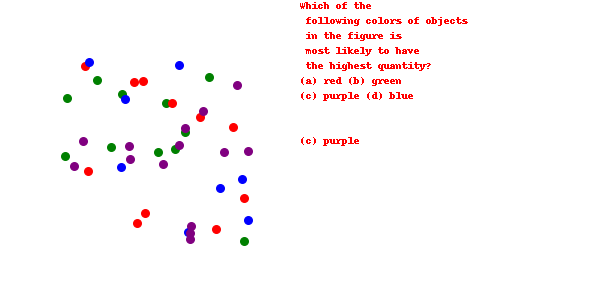 Which of the
following colors of objects
in the figure is
most likely to have
the highest quantity?
(a) red (b) green
(c) purple (d) blue
(c) purple